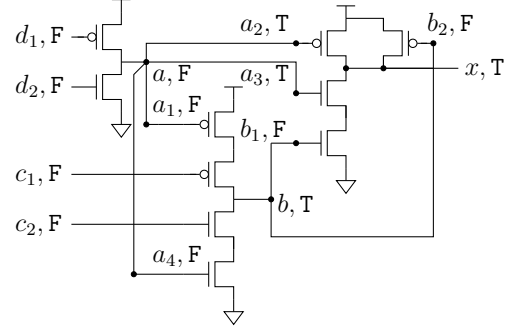 d₁, F
d₂, F
a, F
a₁, F
a₂, T
a₃, T
b₂, F
x, T
b₁, F
c₁, F
b, T
c₂, F
a₄, F